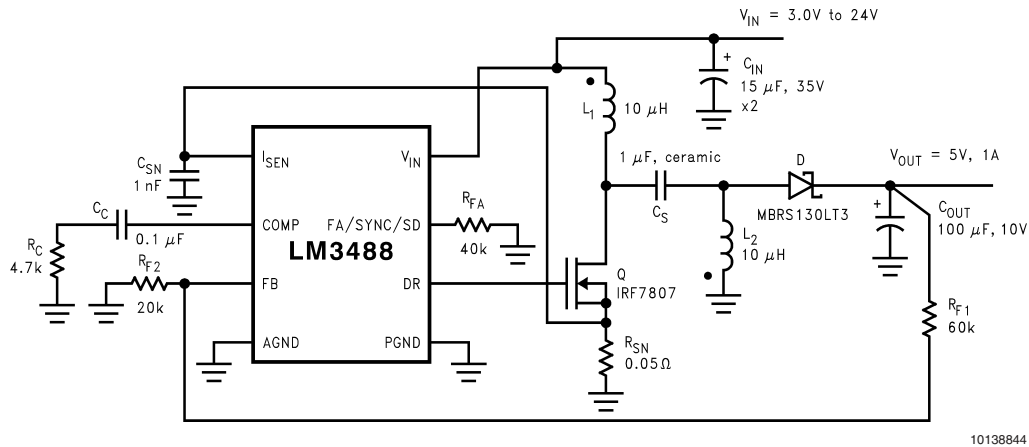 V_IN = 3.0V to 24V
+
C_IN
15 μF, 35V
x2
L_1
10 μH
I_SEN
V_IN
C_SN
1 nF
1 μF, ceramic
C_S
D
MBRS130LT3
V_OUT = 5V, 1A
+
C_OUT
100 μF, 10V
C_C
0.1 μF
COMP
FA/SYNC/SD
R_FA
40k
LM3488
R_C
4.7k
R_F2
20k
FB
DR
Q
IRF7807
L_2
10 μH
R_F1
60k
AGND
PGND
R_SN
0.05Ω
10138844